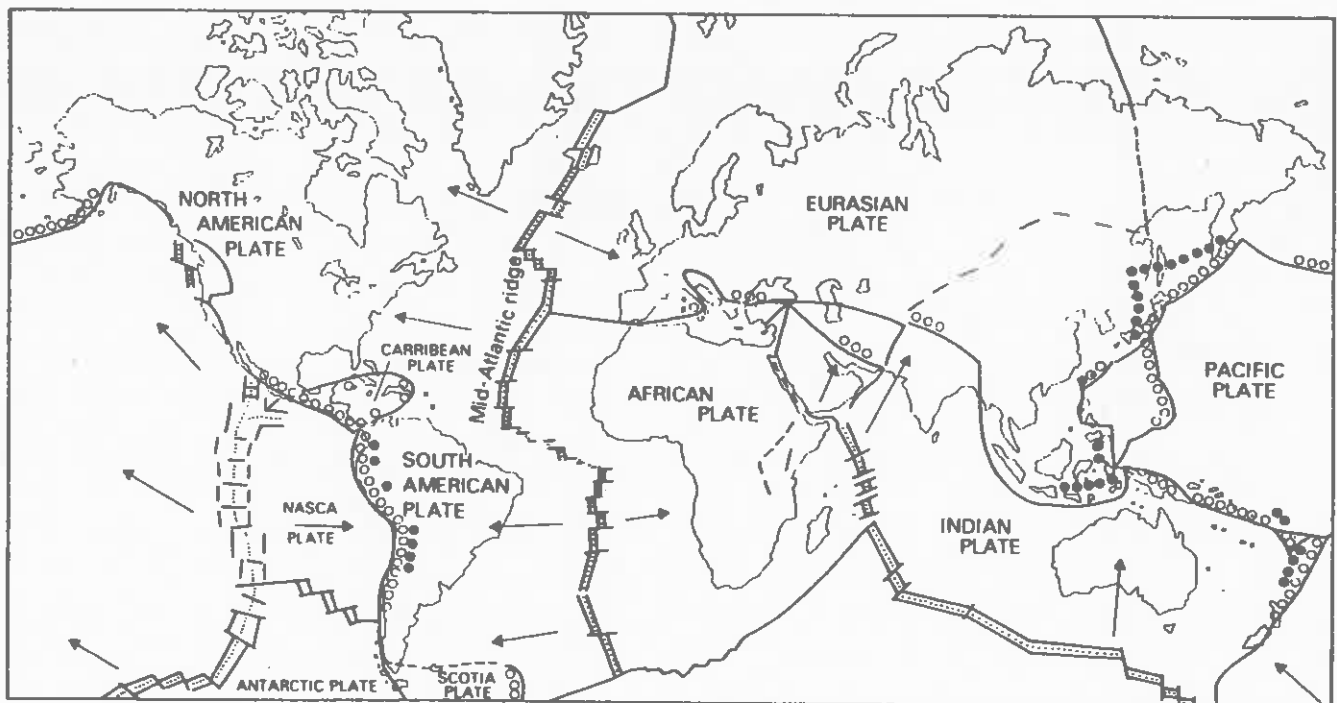 NORTH
AMERICAN
PLATE
EURASIAN
PLATE
Mid-Atlantic ridge
CARRIBEAN
PLATE
PACIFIC
PLATE
AFRICAN
PLATE
SOUTH
AMERICAN
PLATE
NASCA
PLATE
INDIAN
PLATE
ANTARCTIC PLATE
SCOTIA
PLATE